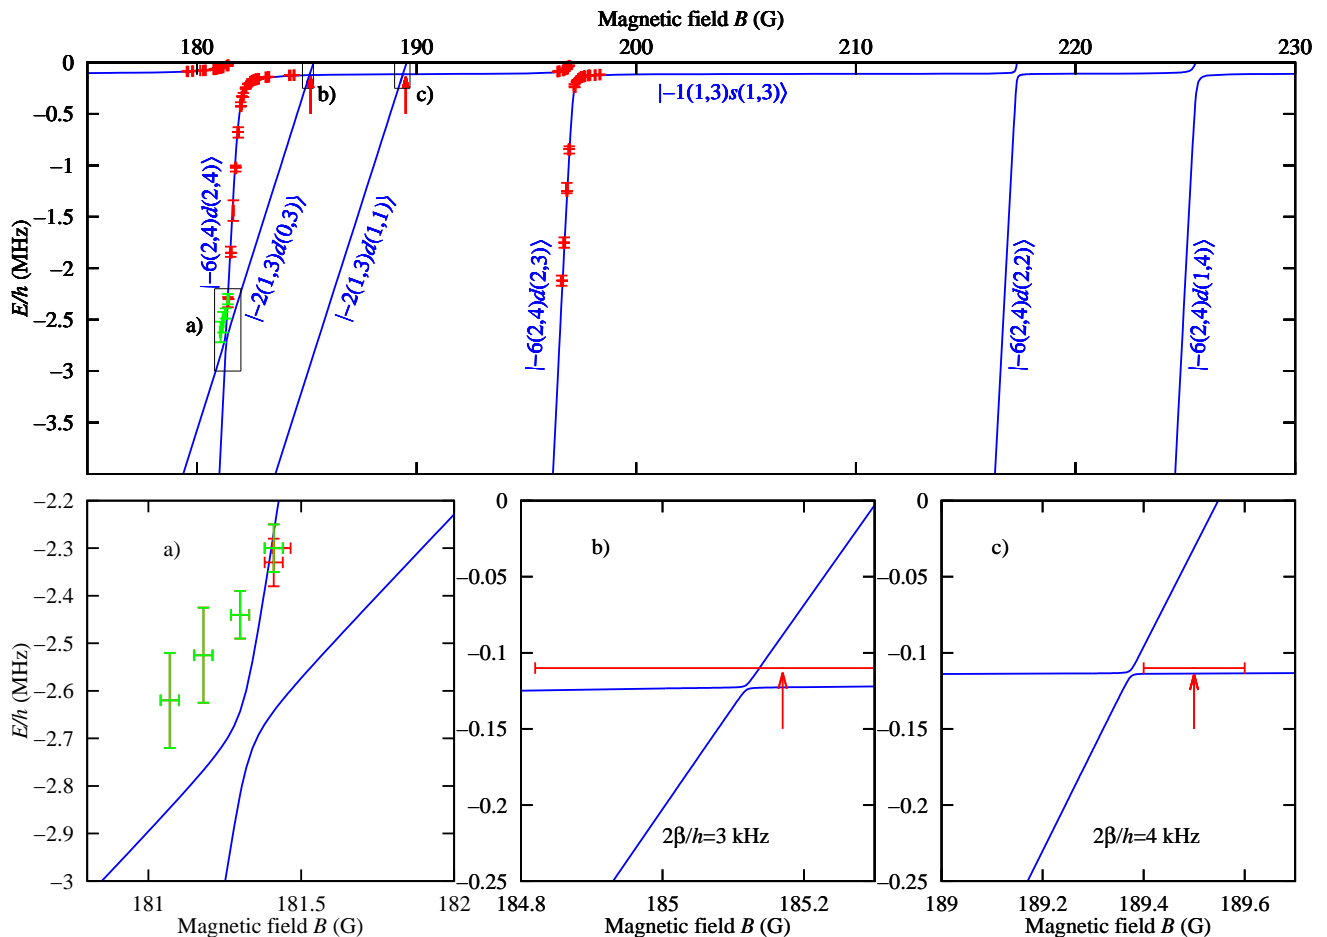 Magnetic field B (G)
180 190 200 210 220 230
0
−0.5
−1
−1.5
−2
−2.5
−3
−3.5
E/h (MHz)
b)
c)
a)
|−1(1,3)s(1,3)⟩
|−6(2,4)d(2,4)⟩
|−2(1,3)d(0,3)⟩
|−2(1,3)d(1,1)⟩
|−6(2,4)d(2,3)⟩
|−6(2,4)d(2,2)⟩
|−6(2,4)d(1,4)⟩
−2.2
−2.3
−2.4
−2.5
−2.6
−2.7
−2.8
−2.9
−3
E/h (MHz)
a)
181 181.5 182
Magnetic field B (G)
0
−0.05
−0.1
−0.15
−0.2
−0.25
b)
2β/h=3 kHz
184.8 185 185.2
Magnetic field B (G)
0
−0.05
−0.1
−0.15
−0.2
−0.25
c)
2β/h=4 kHz
189 189.2 189.4 189.6
Magnetic field B (G)